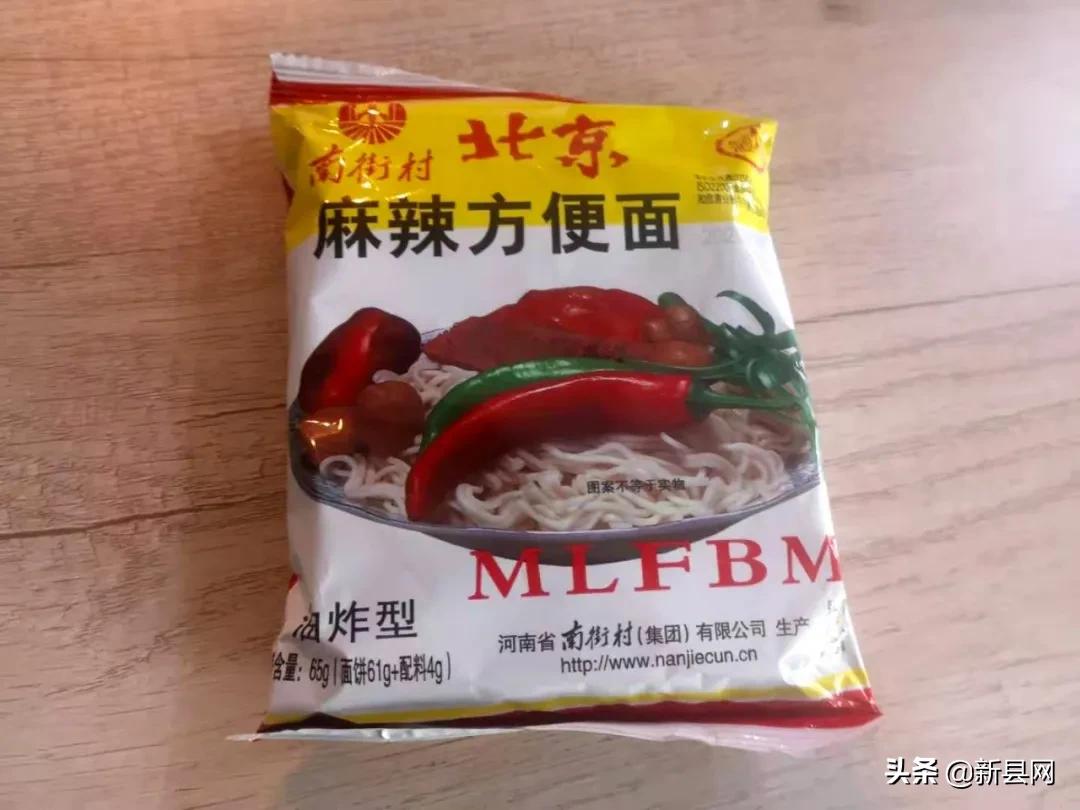 南街村 北京
麻辣方便面
图案不等于实物
MLFBM
油炸型
含量：65g（面饼61g+配料4g）
河南省南街村(集团)有限公司 生产
http://www.nanjiecun.cn
头条 @新县网